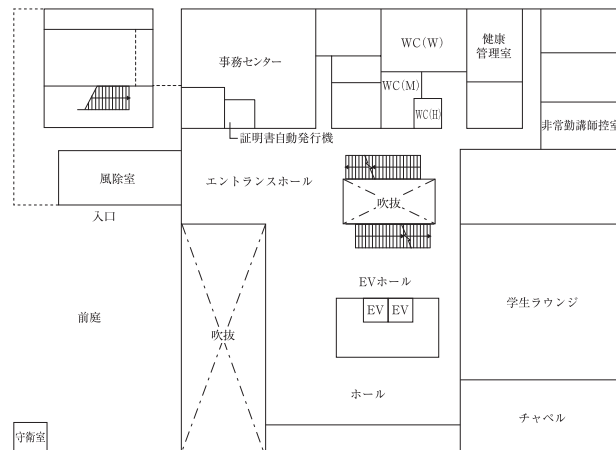 事務センター
WC(W)
健康
管理室
WC(M)
WC(H)
非常勤講師控室
証明書自動発行機
風除室
エントランスホール
吹抜
入口
EVホール
学生ラウンジ
EV
EV
前庭
吹抜
ホール
チャペル
守衛室